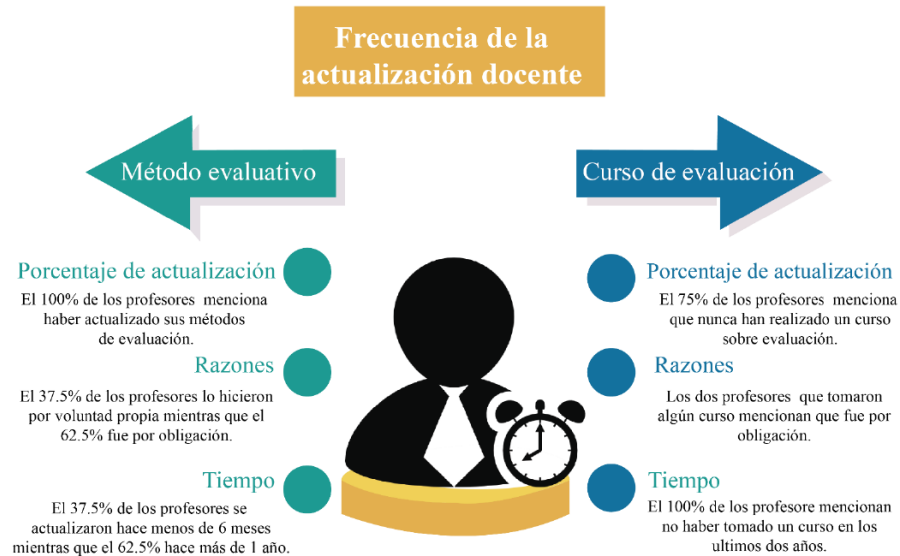 Frecuencia de la
actualización docente
Método evaluativo
Porcentaje de actualización
El 100% de los profesores menciona
haber actualizado sus métodos
de evaluación.
Razones
El 37.5% de los profesores lo hicieron
por voluntad propia mientras que el
62.5% fue por obligación.
Tiempo
El 37.5% de los profesores se
actualizaron hace menos de 6 meses
mientras que el 62.5% hace más de 1 año.
Curso de evaluación
Porcentaje de actualización
El 75% de los profesores menciona
que nunca han realizado un curso
sobre evaluación.
Razones
Los dos profesores que tomaron
algún curso mencionan que fue por
obligación.
Tiempo
El 100% de los profesore mencionan
no haber tomado un curso en los
ultimos dos años.